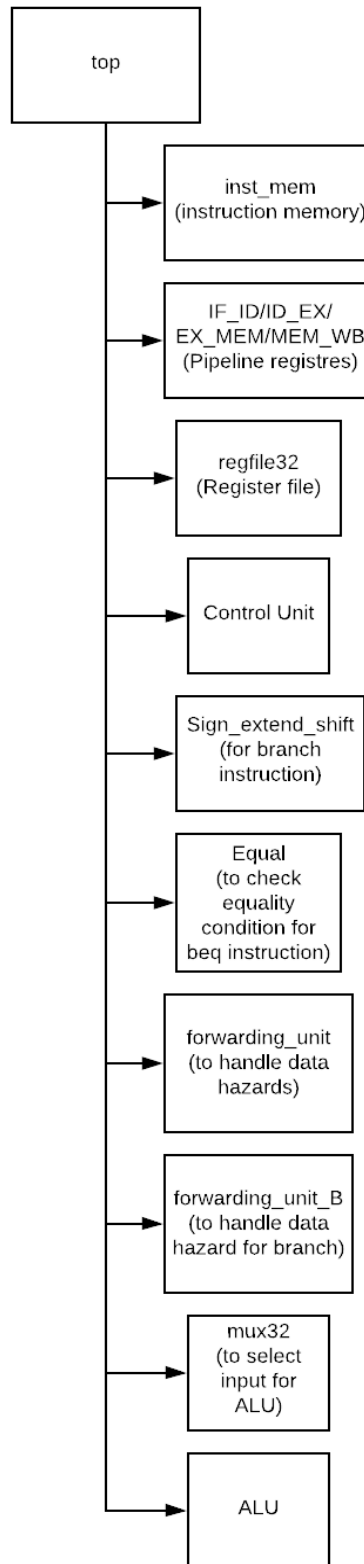 top
inst_mem
(instruction memory)
IF_ID/ID_EX/
EX_MEM/MEM_WB
(Pipeline registres)
regfile32
(Register file)
Control Unit
Sign_extend_shift
(for branch
instruction)
Equal
(to check
equality
condition for
beq instruction)
forwarding_unit
(to handle data
hazards)
forwarding_unit_B
(to handle data
hazard for branch)
mux32
(to select
input for
ALU)
ALU